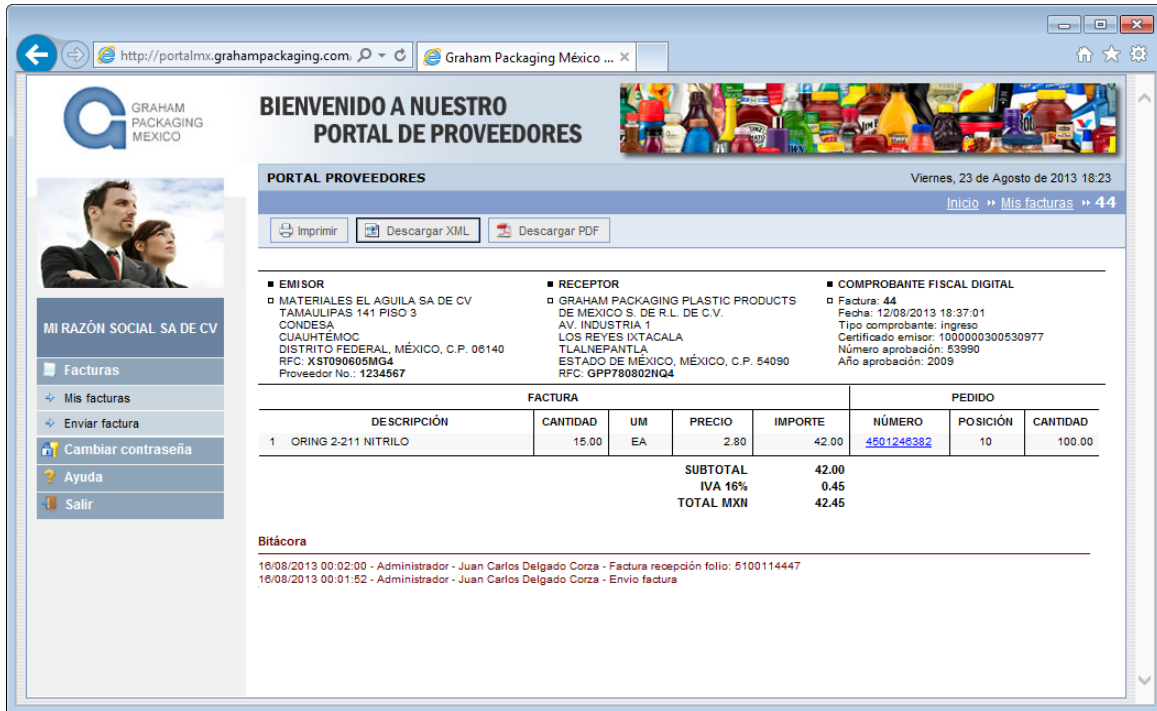 http://portalmx.grahampackaging.com/
Graham Packaging México ...
GRAHAM
PACKAGING
MEXICO
BIENVENIDO A NUESTRO
PORTAL DE PROVEEDORES
PORTAL PROVEEDORES
Viernes, 23 de Agosto de 2013 18:23
Inicio » Mis facturas » 44
Imprimir
Descargar XML
Descargar PDF
MI RAZÓN SOCIAL SA DE CV
Facturas
Mis facturas
Enviar factura
Cambiar contraseña
Ayuda
Salir
EMISOR
MATERIALES EL AGUILA SA DE CV
TAMAULIPAS 141 PISO 3
CONDESA
CUAUHTÉMOC
DISTRITO FEDERAL, MÉXICO, C.P. 06140
RFC: XST090605MG4
Proveedor No.: 1234567
RECEPTOR
GRAHAM PACKAGING PLASTIC PRODUCTS
DE MEXICO S. DE R.L. DE C.V.
AV. INDUSTRIA 1
LOS REYES IXTACALA
TLALNEPANTLA
ESTADO DE MÉXICO, MÉXICO, C.P. 54090
RFC: GPP780802NQ4
COMPROBANTE FISCAL DIGITAL
Factura: 44
Fecha: 12/08/2013 18:37:01
Tipo comprobante: ingreso
Certificado emisor: 1000000300530977
Número aprobación: 53990
Año aprobación: 2009
FACTURA PEDIDO
DESCRIPCIÓN CANTIDAD UM PRECIO IMPORTE NÚMERO POSICIÓN CANTIDAD
1 ORING 2-211 NITRILO 15.00 EA 2.80 42.00 4501246382 10 100.00
SUBTOTAL 42.00
IVA 16% 0.45
TOTAL MXN 42.45
Bitácora
16/08/2013 00:02:00 - Administrador - Juan Carlos Delgado Corza - Factura recepción folio: 5100114447
16/08/2013 00:01:52 - Administrador - Juan Carlos Delgado Corza - Envio factura